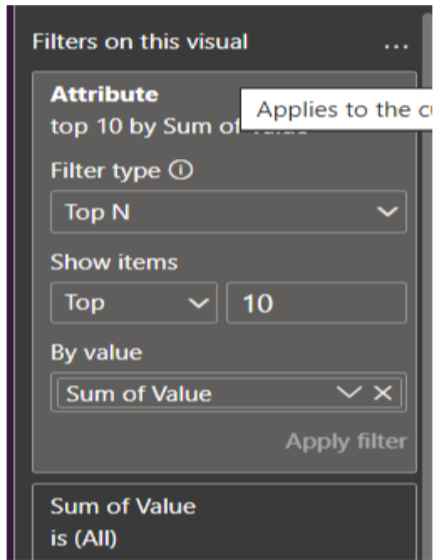 Filters on this visual ...
Attribute
Applies to the
top 10 by Sum of
Filter type
Top N
Show items
Top 10
By value
Sum of Value
Apply filter
Sum of Value
is (All)